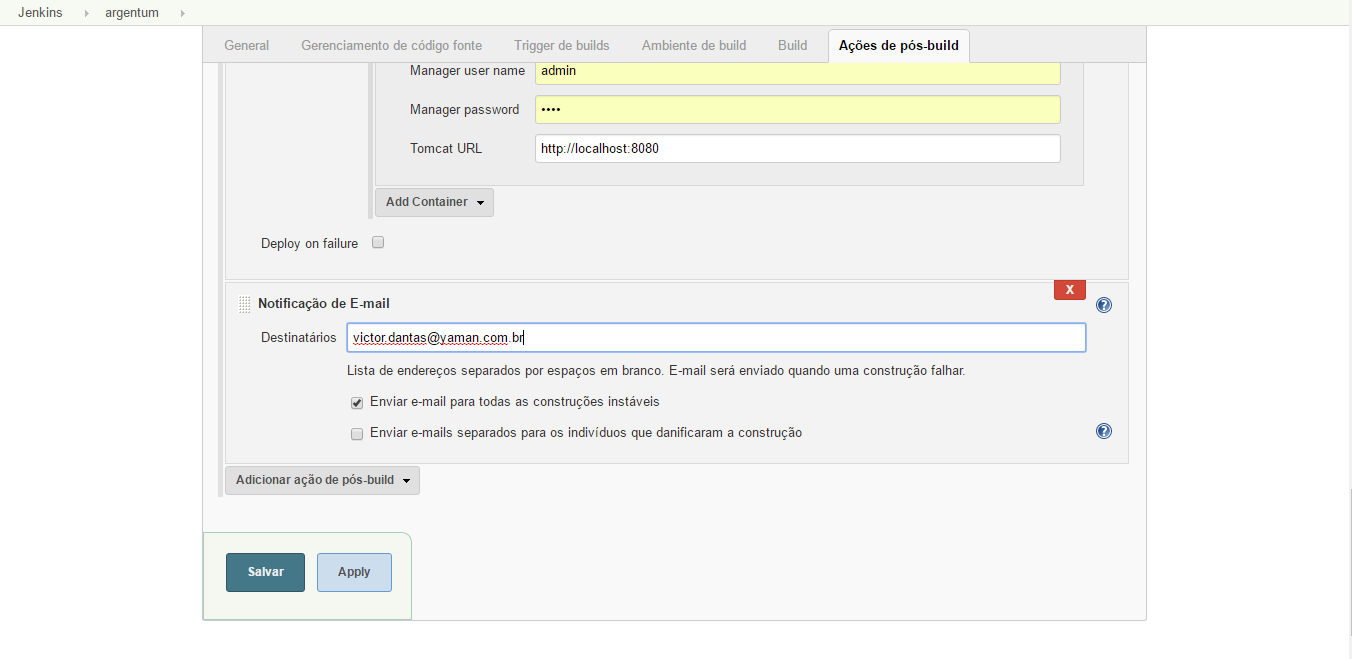 Jenkins argentum
General Gerenciamento de código fonte Trigger de builds Ambiente de build Build Ações de pós-build
Manager user name admin
Manager password ••••
Tomcat URL http://localhost:8080
Add Container
Deploy on failure
X
Notificação de E-mail ?
Destinatários victor.dantas@yaman.com.br
Lista de endereços separados por espaços em branco. E-mail será enviado quando uma construção falhar.
Enviar e-mail para todas as construções instáveis
Enviar e-mails separados para os indivíduos que danificaram a construção ?
Adicionar ação de pós-build
Salvar Apply